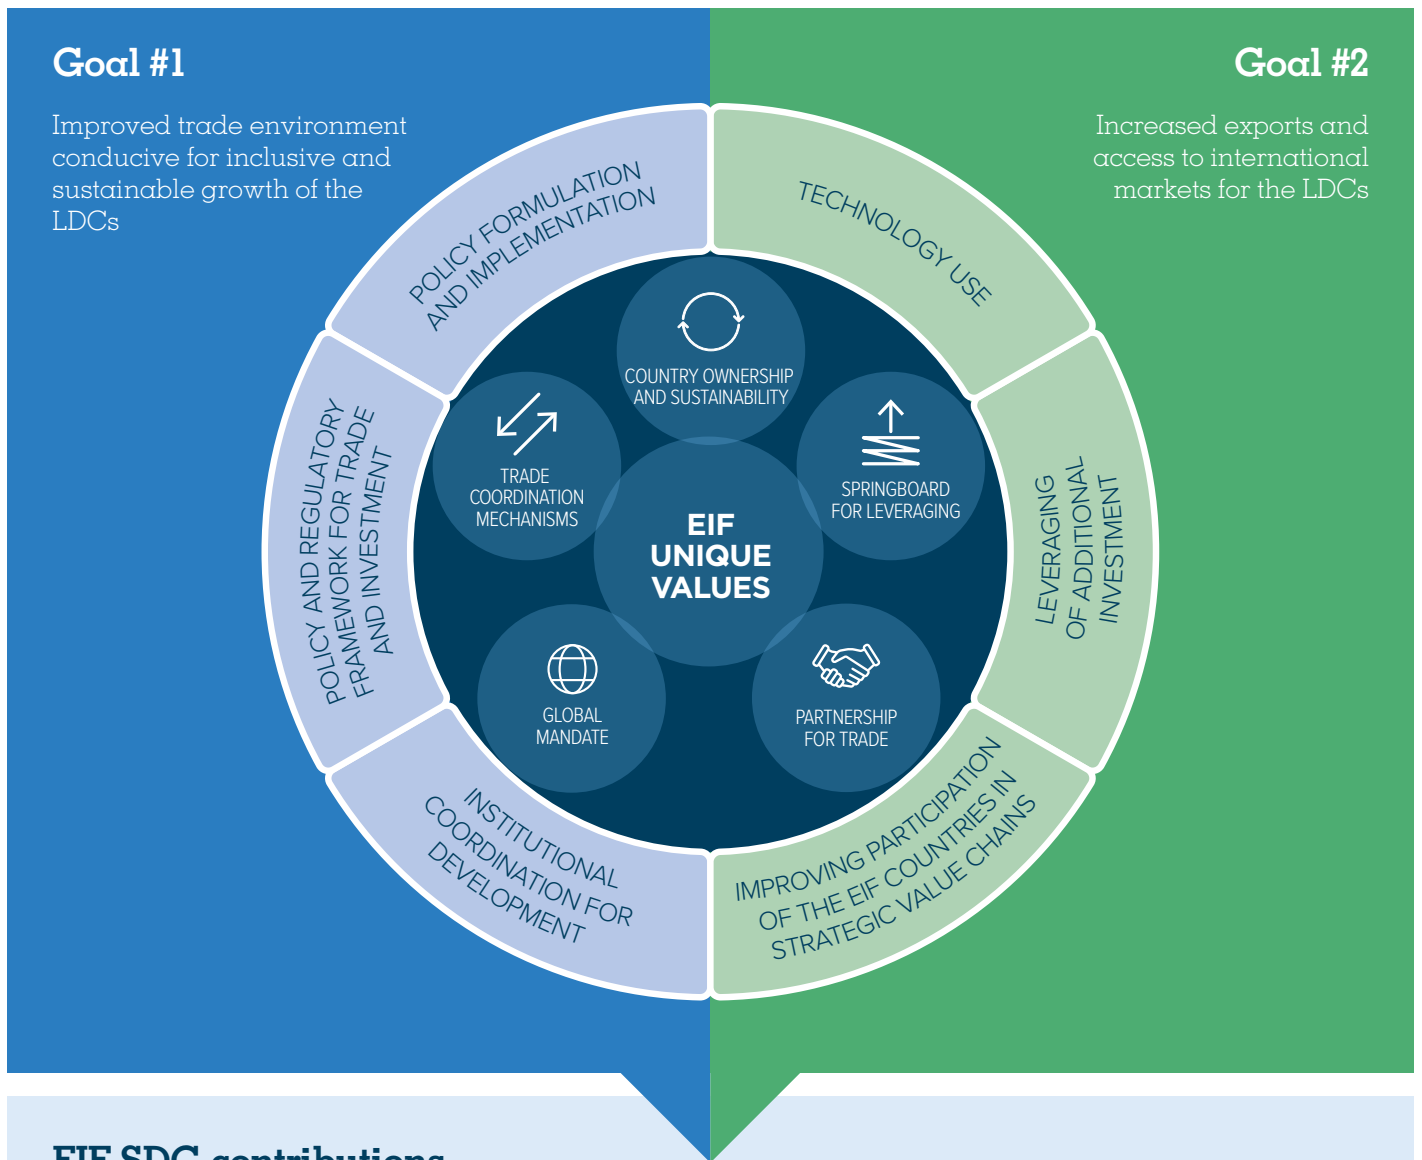 Goal #1
Improved trade environment
conducive for inclusive and
sustainable growth of the
LDCs
Goal #2
Increased exports and
access to international
markets for the LDCs
POLICY FORMULATION
AND IMPLEMENTATION
TECHNOLOGY USE
POLICY AND REGULATORY
FRAMEWORK FOR TRADE
AND INVESTMENT
LEVERAGING
OF ADDITIONAL
INVESTMENT
INSTITUTIONAL
COORDINATION FOR
DEVELOPMENT
IMPROVING PARTICIPATION
OF THE EIF COUNTRIES IN
STRATEGIC VALUE CHAINS
COUNTRY OWNERSHIP
AND SUSTAINABILITY
TRADE
COORDINATION
MECHANISMS
SPRINGBOARD
FOR LEVERAGING
EIF
UNIQUE
VALUES
GLOBAL
MANDATE
PARTNERSHIP
FOR TRADE
EIF SDG contributions